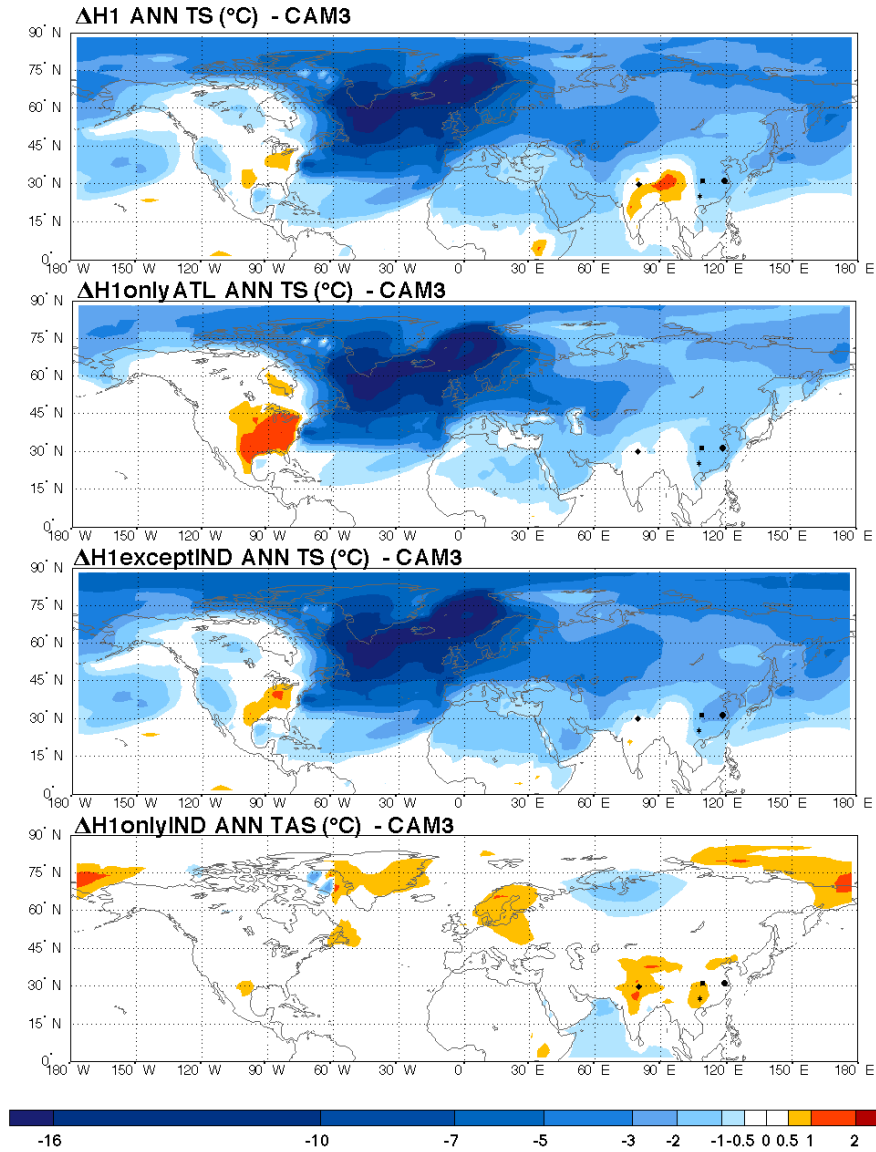 ΔH1 ANN TS (°C) - CAM3
90° N
75° N
60° N
45° N
30° N
15° N
0°
180 W 150 W 120 W 90 W 60 W 30 W 0 30 E 60 E 90 E 120 E 150 E 180 E
ΔH1onlyATL ANN TS (°C) - CAM3
90° N
75° N
60° N
45° N
30° N
15° N
0°
180 W 150 W 120 W 90 W 60 W 30 W 0 30 E 60 E 90 E 120 E 150 E 180 E
ΔH1exceptIND ANN TS (°C) - CAM3
90° N
75° N
60° N
45° N
30° N
15° N
0°
180 W 150 W 120 W 90 W 60 W 30 W 0 30 E 60 E 90 E 120 E 150 E 180 E
ΔH1onlyIND ANN TAS (°C) - CAM3
90° N
75° N
60° N
45° N
30° N
15° N
0°
180 W 150 W 120 W 90 W 60 W 30 W 0 30 E 60 E 90 E 120 E 150 E 180 E
-16 -10 -7 -5 -3 -2 -1 -0.5 0 0.5 1 2